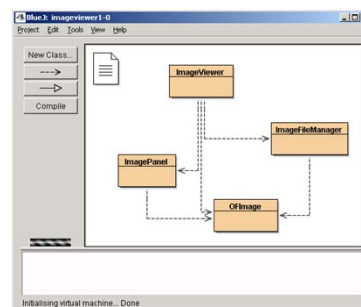 BlueJ: imageviewer1-0
Project Edit Tools View Help
New Class...
Compile
ImageViewer
ImageFileManager
ImagePanel
OFImage
Initialising virtual machine... Done